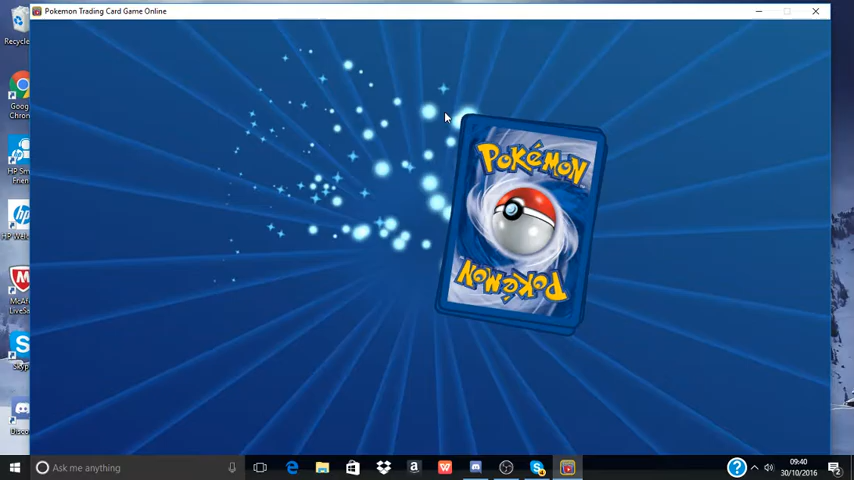 Pokemon Trading Card Game Online
Recycle
Goog
Chron
HP Sm
Frien
HP Wel
McAf
LiveSa
Skyp
Disco
POKéMON
POKéMON
Ask me anything
09:40
30/10/2016